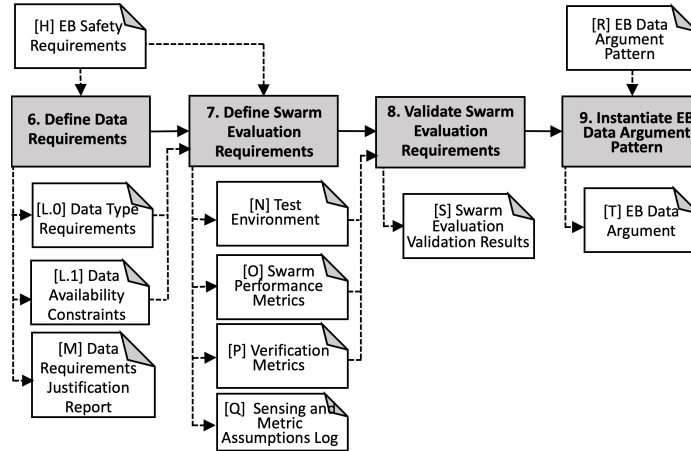 [H] EB Safety
Requirements
[R] EB Data
Argument
Pattern
6. Define Data
Requirements
7. Define Swarm
Evaluation
Requirements
8. Validate Swarm
Evaluation
Requirements
9. Instantiate EB
Data Argument
Pattern
[L.0] Data Type
Requirements
[L.1] Data
Availability
Constraints
[M] Data
Requirements
Justification
Report
[N] Test
Environment
[O] Swarm
Performance
Metrics
[P] Verification
Metrics
[Q] Sensing and
Metric
Assumptions Log
[S] Swarm
Evaluation
Validation Results
[T] EB Data
Argument